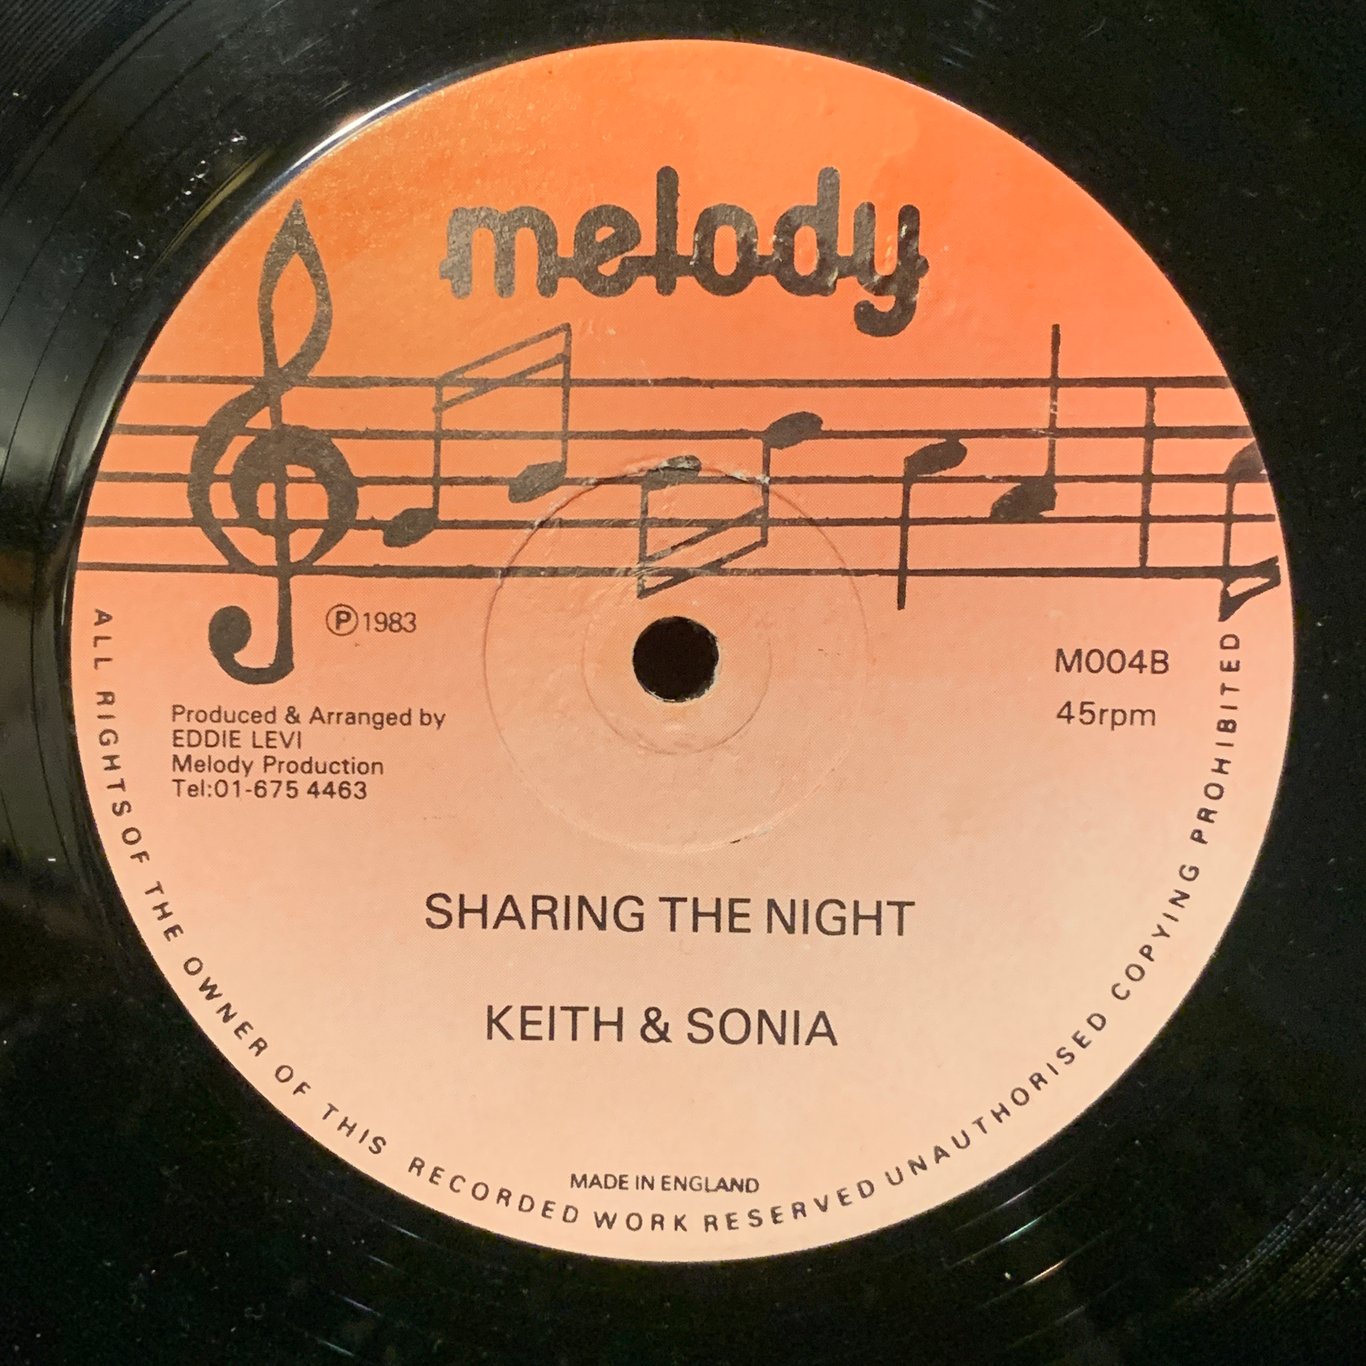 melody
Ⓟ1983
M004B
45rpm
Produced & Arranged by
EDDIE LEVI
Melody Production
Tel:01-675 4463
SHARING THE NIGHT
KEITH & SONIA
MADE IN ENGLAND
ALL RIGHTS OF THE OWNER OF THIS RECORDED WORK RESERVED UNAUTHORISED COPYING PROHIBITED